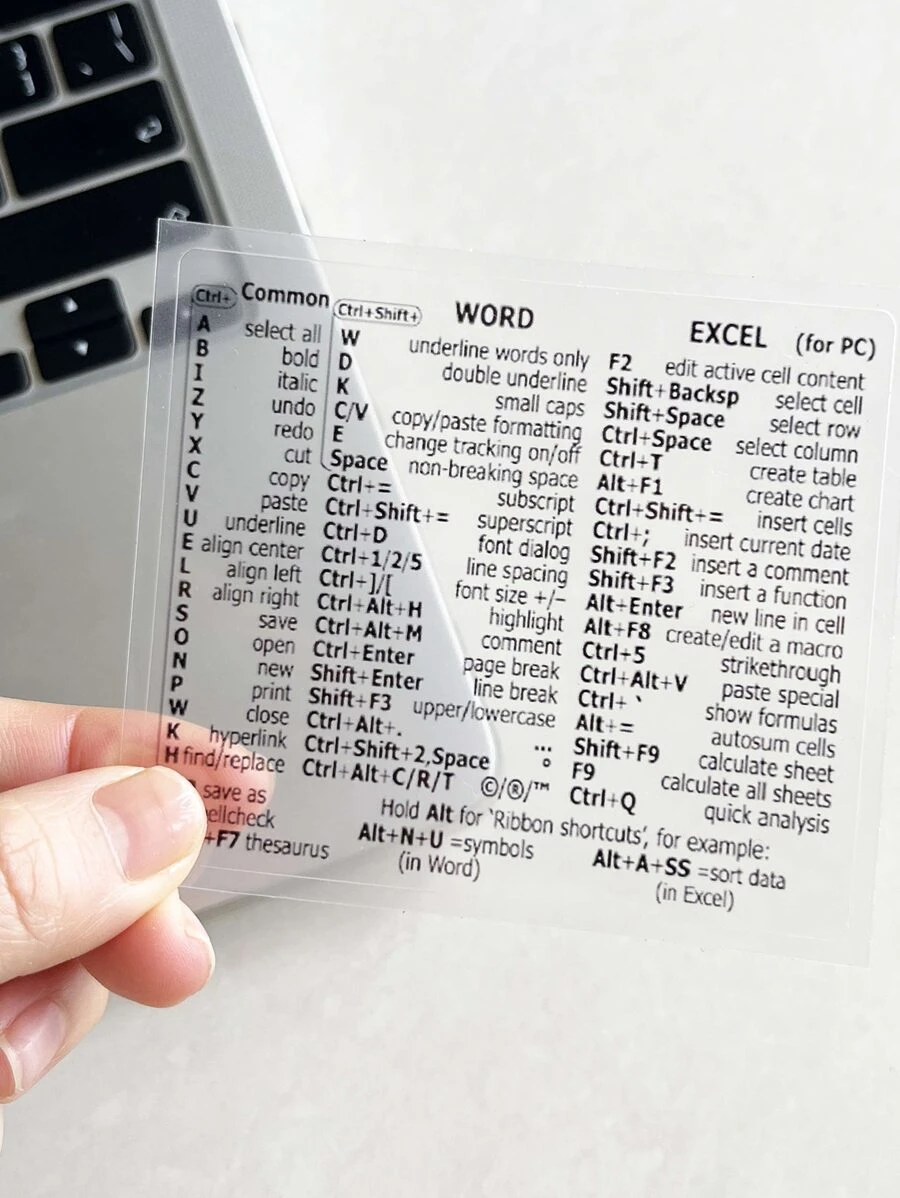 Ctrl+ Common
A select all
B bold
I italic
Z undo
Y redo
X cut
C copy
V paste
U underline
E align center
L align left
R align right
S save
O open
N new
P print
W close
K hyperlink
H find/replace
save as
ellcheck
+F7 thesaurus
Ctrl+Shift+ WORD
W underline words only
D double underline
K small caps
C/V copy/paste formatting
E change tracking on/off
Space non-breaking space
Ctrl+= subscript
Ctrl+Shift+= superscript
Ctrl+D font dialog
Ctrl+1/2/5 line spacing
Ctrl+]/[ font size +/–
Ctrl+Alt+H highlight
Ctrl+Alt+M comment
Ctrl+Enter page break
Shift+Enter line break
Shift+F3 upper/lowercase
Ctrl+Alt+. ...
Ctrl+Shift+2,Space °
Ctrl+Alt+C/R/T ©/®/™
EXCEL (for PC)
F2 edit active cell content
Shift+Backsp select cell
Shift+Space select row
Ctrl+Space select column
Ctrl+T create table
Alt+F1 create chart
Ctrl+Shift+= insert cells
Ctrl+; insert current date
Shift+F2 insert a comment
Shift+F3 insert a function
Alt+Enter new line in cell
Alt+F8 create/edit a macro
Ctrl+5 strikethrough
Ctrl+Alt+V paste special
Ctrl+` show formulas
Alt+= autosum cells
Shift+F9 calculate sheet
F9 calculate all sheets
Ctrl+Q quick analysis
Hold Alt for ‘Ribbon shortcuts’, for example:
Alt+N+U =symbols
(in Word)
Alt+A+SS =sort data
(in Excel)